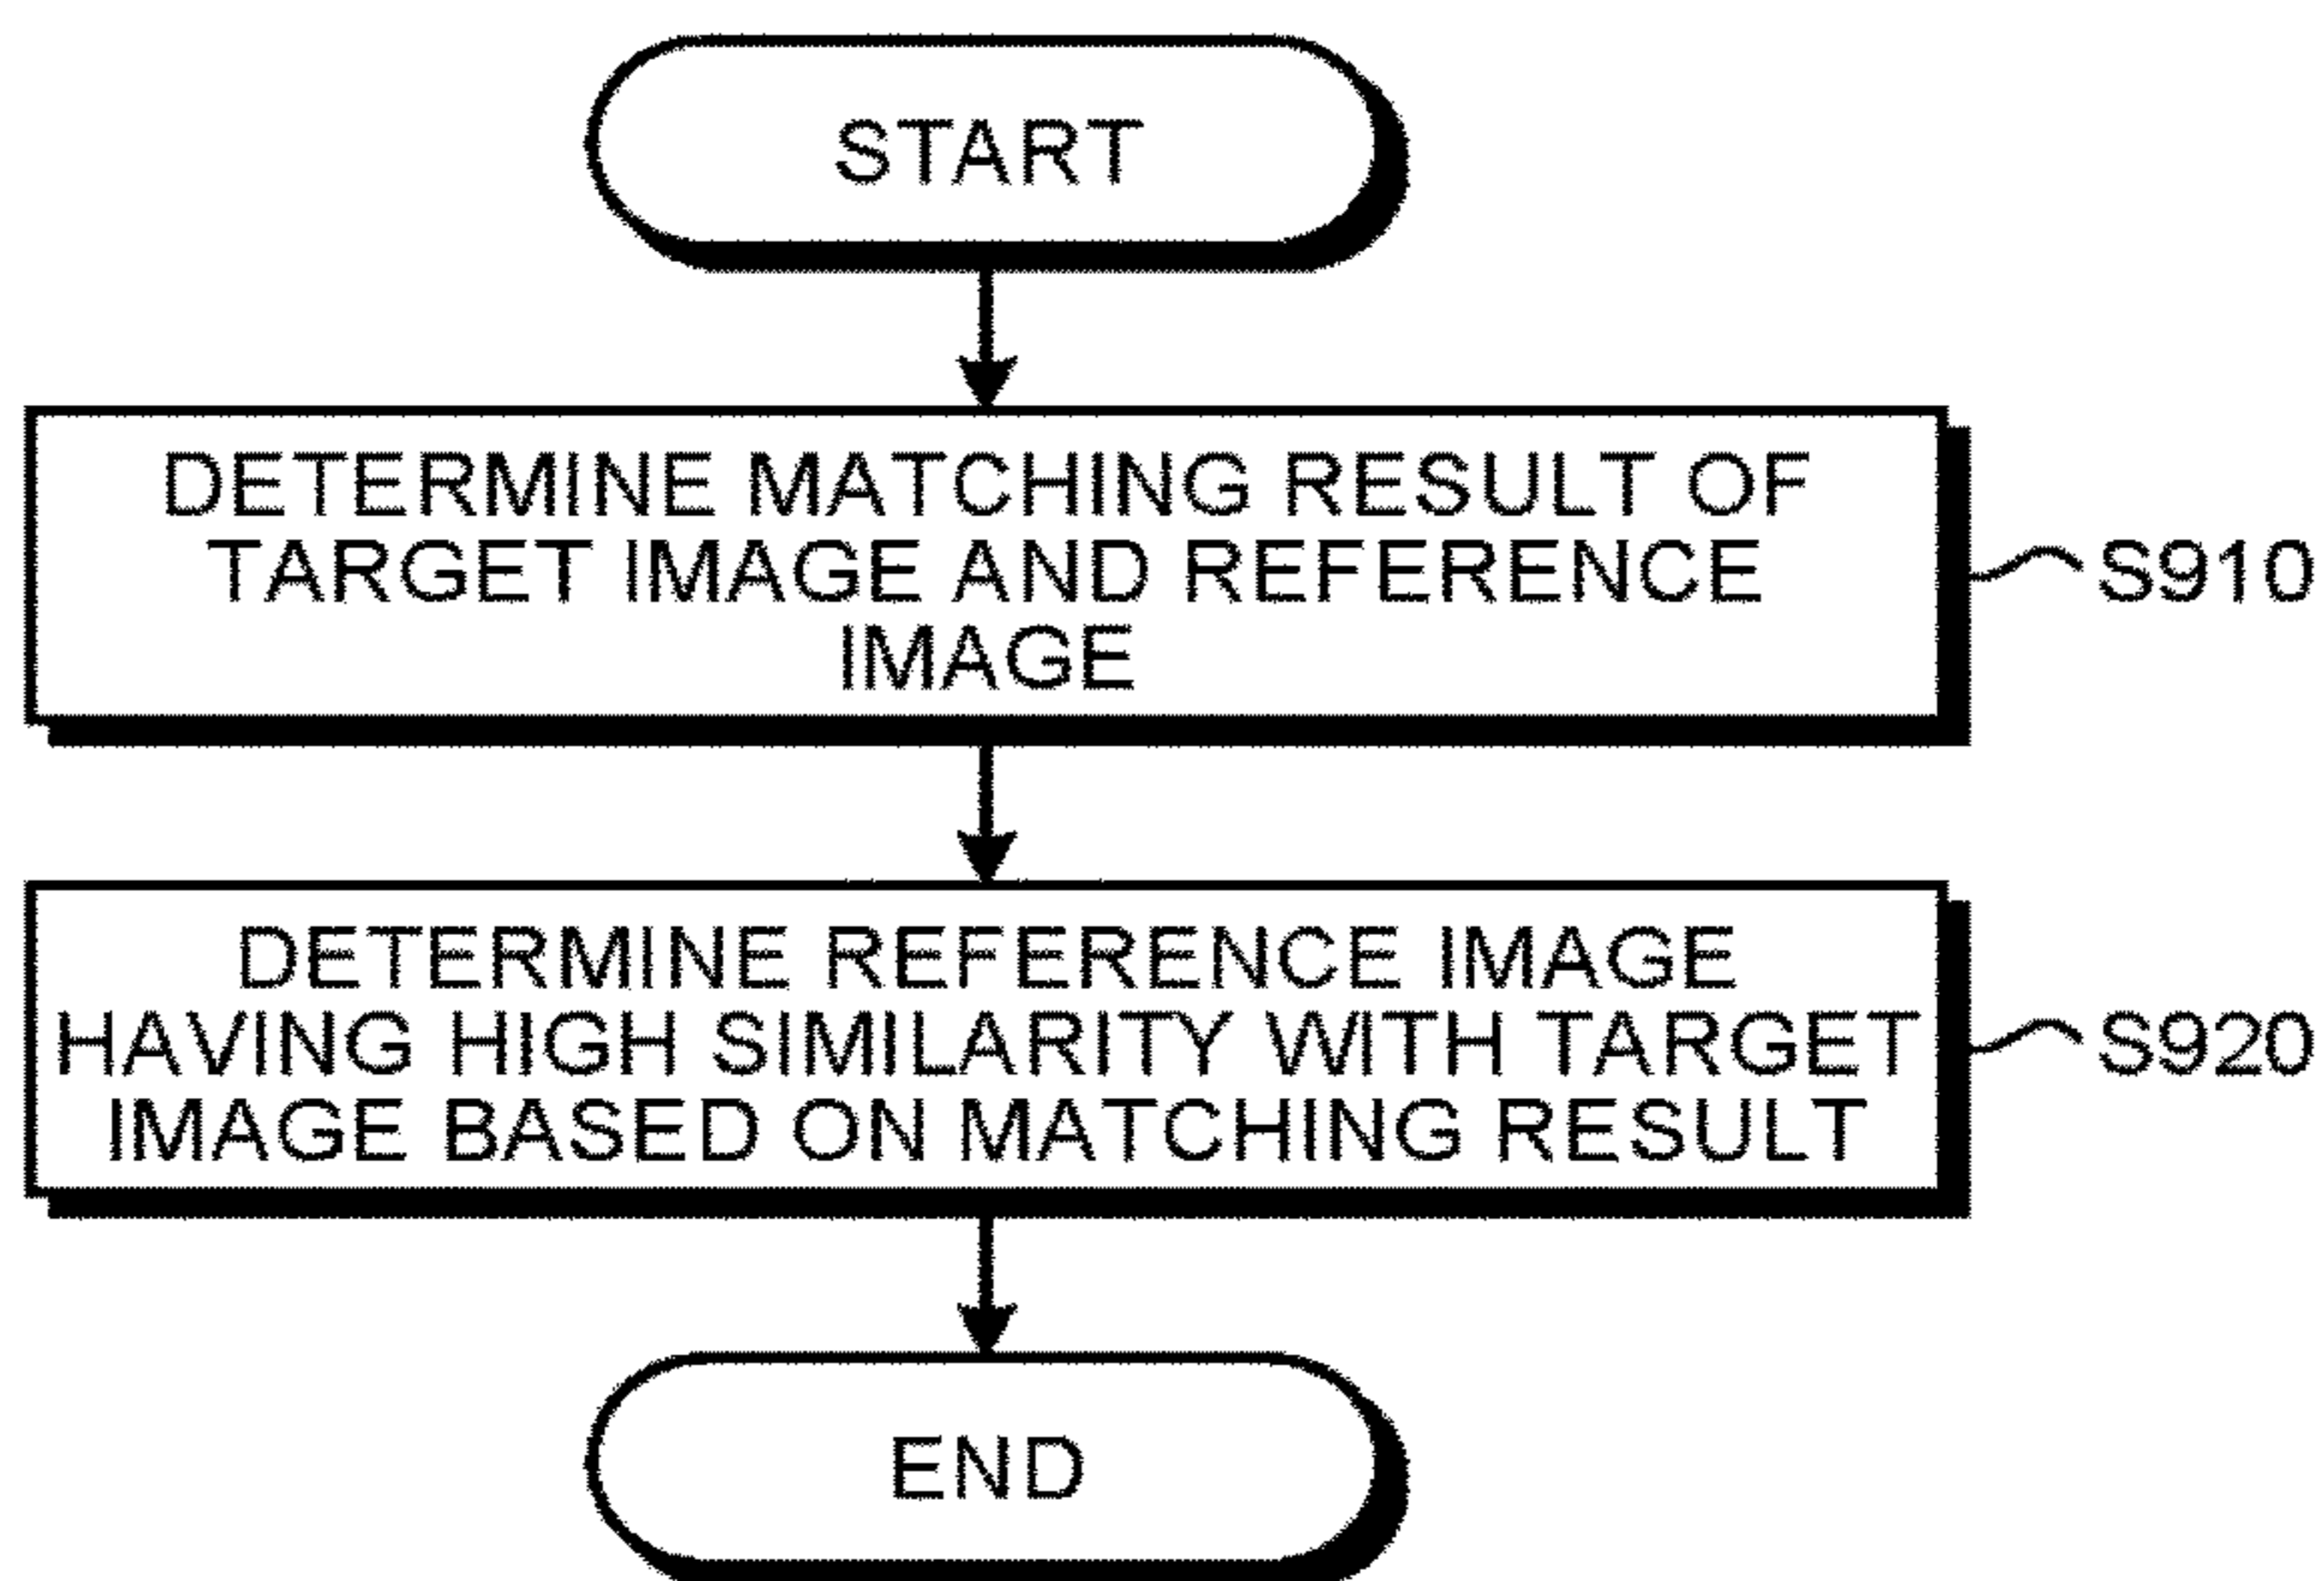 START
DETERMINE MATCHING RESULT OF
TARGET IMAGE AND REFERENCE
IMAGE
S910
DETERMINE REFERENCE IMAGE
HAVING HIGH SIMILARITY WITH TARGET
IMAGE BASED ON MATCHING RESULT
S920
END